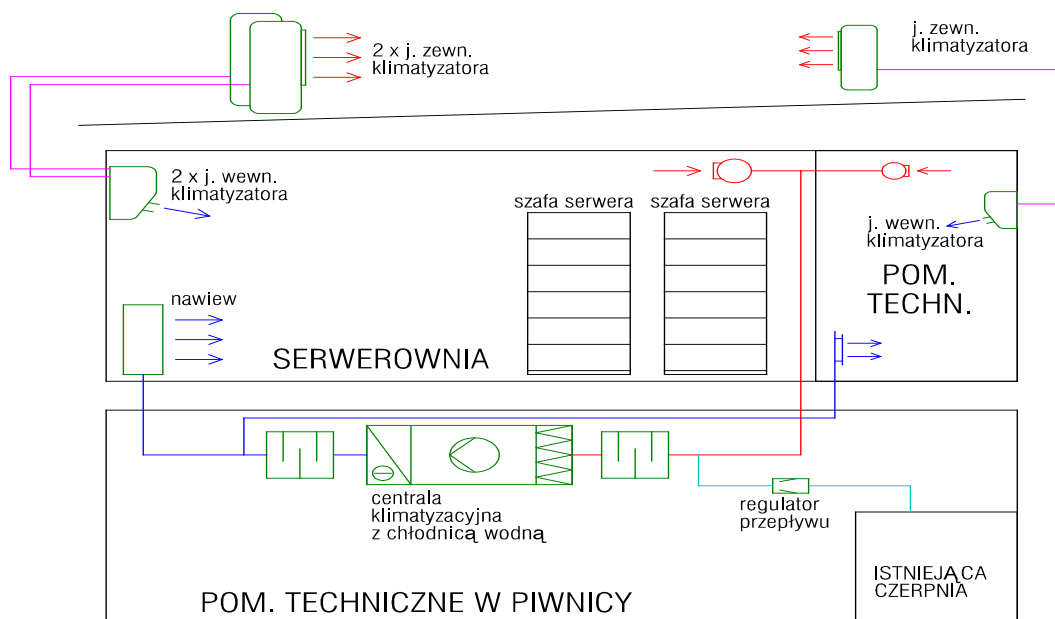 2 x j. zewn.
klimatyzatora
j. zewn.
klimatyzatora
2 x j. wewn.
klimatyzatora
szafa serwera
szafa serwera
j. wewn.
klimatyzatora
POM.
TECHN.
nawiew
SERWEROWNIA
centrala
klimatyzacyjna
z chłodnicą wodną
regulator
przepływu
ISTNIEJĄCA
CZERPNIA
POM. TECHNICZNE W PIWNICY